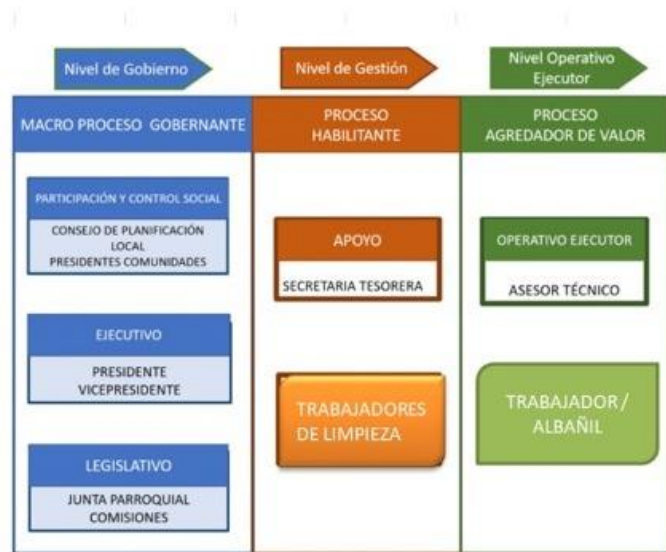 Nivel de Gobierno
Nivel de Gestión
Nivel Operativo
Ejecutor
MACRO PROCESO GOBERNANTE
PROCESO
HABILITANTE
PROCESO
AGREDADOR DE VALOR
PARTICIPACIÓN Y CONTROL SOCIAL
CONSEJO DE PLANIFICACIÓN
LOCAL
PRESIDENTES COMUNIDADES
APOYO
SECRETARIA TESORERA
OPERATIVO EJECUTOR
ASESOR TÉCNICO
EJECUTIVO
PRESIDENTE
VICEPRESIDENTE
TRABAJADORES
DE LIMPIEZA
TRABAJADOR /
ALBAÑIL
LEGISLATIVO
JUNTA PARROQUIAL
COMISIONES